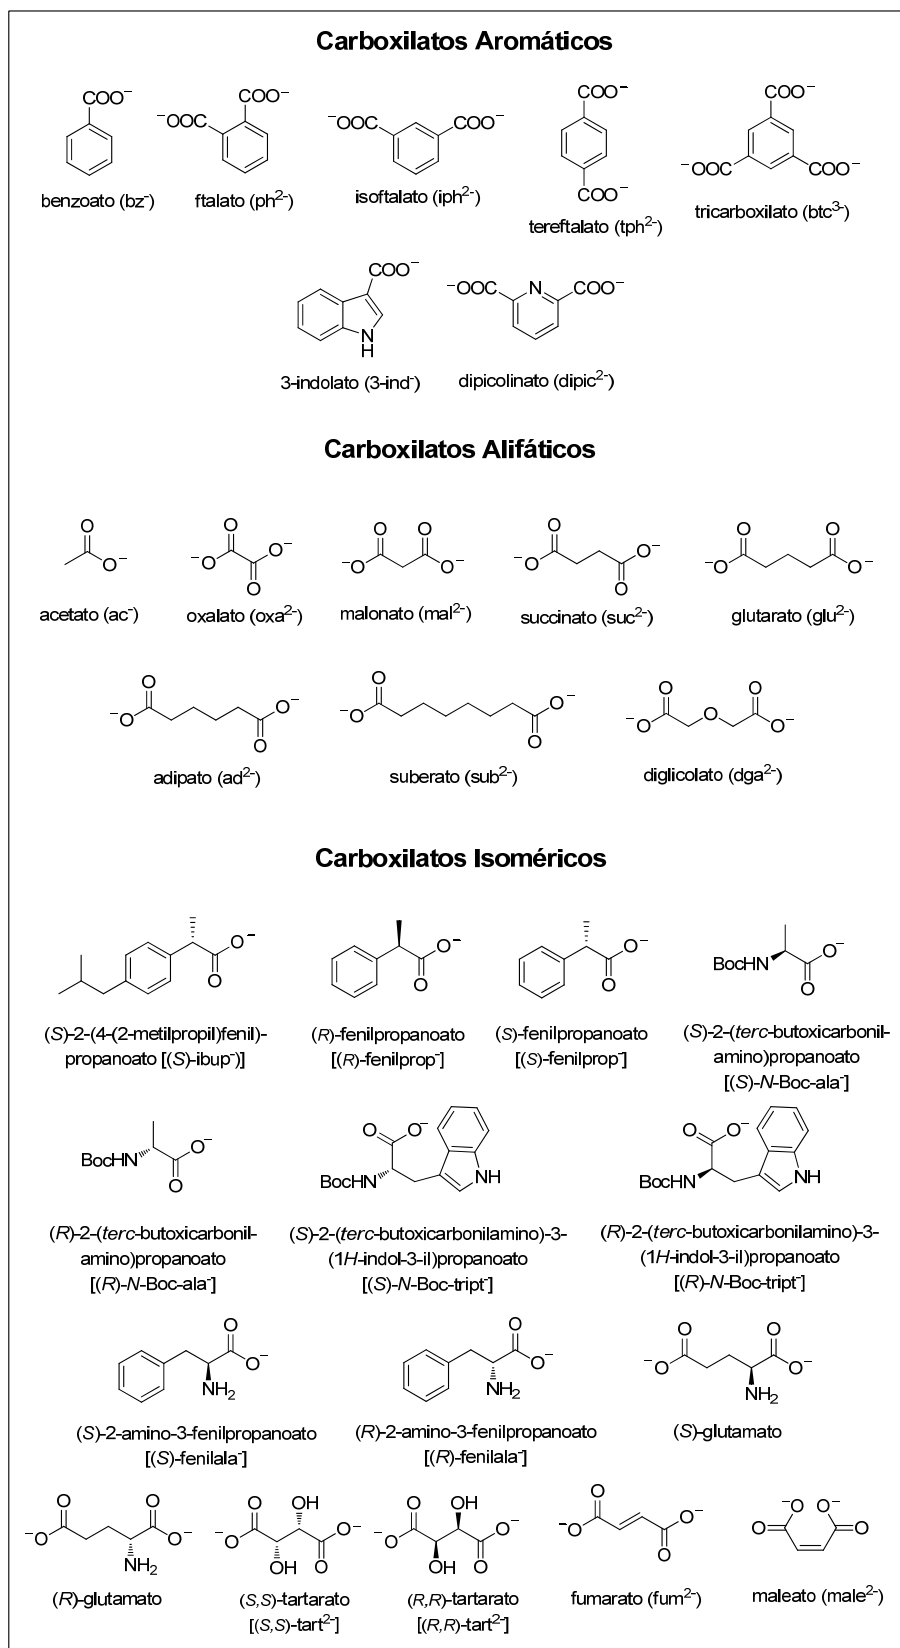 Carboxilatos Aromáticos
COO⁻ COO⁻ COO⁻ ⁻OOC ⁻OOC COO⁻ COO⁻ COO⁻ COO⁻ ⁻OOC COO⁻
benzoato (bz⁻) ftalato (ph²⁻) isoftalato (iph²⁻) tereftalato (tph²⁻) tricarboxilato (btc³⁻)
COO⁻ N H ⁻OOC N COO⁻
3-indolato (3-ind⁻) dipicolinato (dipic²⁻)
Carboxilatos Alifáticos
O O⁻ O ⁻O O⁻ O O O ⁻O O⁻ O ⁻O O⁻ O O O ⁻O O⁻
acetato (ac⁻) oxalato (oxa²⁻) malonato (mal²⁻) succinato (suc²⁻) glutarato (glu²⁻)
O ⁻O O⁻ O O ⁻O O⁻ O O O ⁻O O O⁻
adipato (ad²⁻) suberato (sub²⁻) diglicolato (dga²⁻)
Carboxilatos Isoméricos
O⁻ O O⁻ O O⁻ O BocHN O⁻ O
(S)-2-(4-(2-metilpropil)fenil)- (R)-fenilpropanoato (S)-fenilpropanoato (S)-2-(terc-butoxicarbonil-
propanoato [(S)-ibup⁻)] [(R)-fenilprop⁻] [(S)-fenilprop⁻] amino)propanoato
[(S)-N-Boc-ala⁻]
BocHN O⁻ O O O⁻ BocHN NH O O⁻ BocHN NH
(R)-2-(terc-butoxicarbonil- (S)-2-(terc-butoxicarbonilamino)-3- (R)-2-(terc-butoxicarbonilamino)-3-
amino)propanoato (1H-indol-3-il)propanoato (1H-indol-3-il)propanoato
[(R)-N-Boc-ala⁻] [(S)-N-Boc-tript⁻] [(R)-N-Boc-tript⁻]
O O⁻ NH₂ O O⁻ NH₂ O O ⁻O O⁻ NH₂
(S)-2-amino-3-fenilpropanoato (R)-2-amino-3-fenilpropanoato (S)-glutamato
[(S)-fenilala⁻] [(R)-fenilala⁻]
O O ⁻O O⁻ NH₂ O OH ⁻O O⁻ OH O O OH ⁻O O⁻ OH O O ⁻O O⁻ O O⁻ O⁻ O O
(R)-glutamato (S,S)-tartarato (R,R)-tartarato fumarato (fum²⁻) maleato (male²⁻)
[(S,S)-tart²⁻] [(R,R)-tart²⁻]